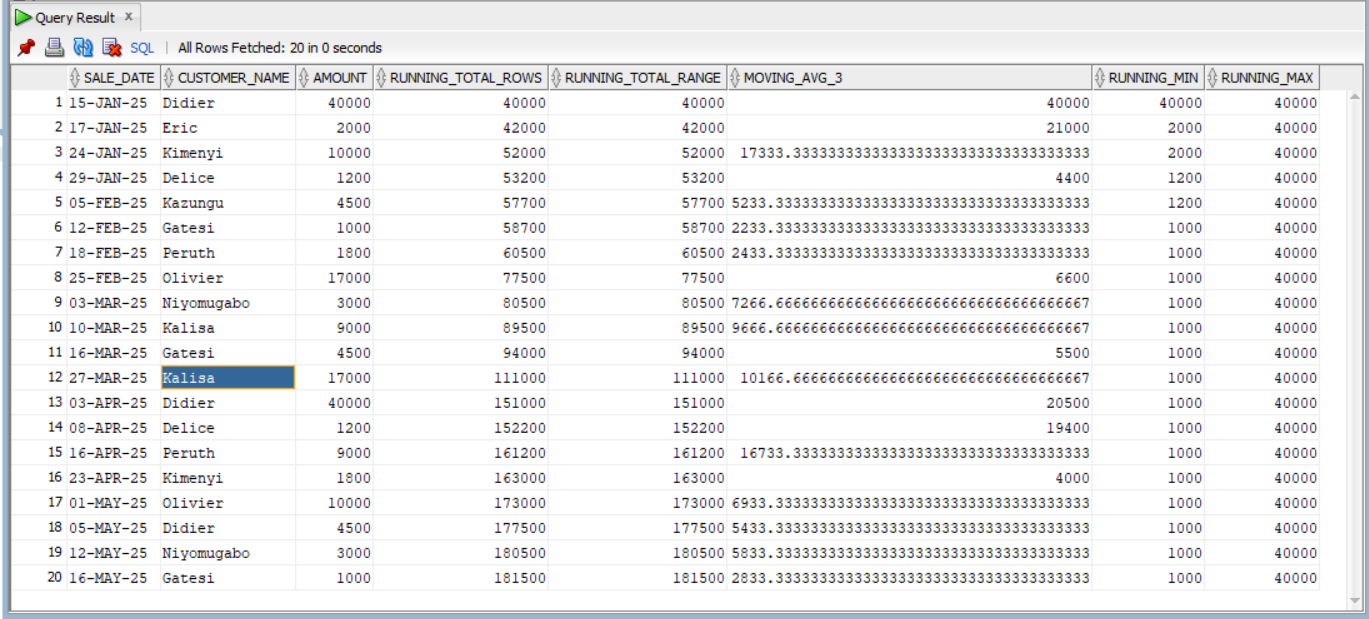 Query Result x
SQL | All Rows Fetched: 20 in 0 seconds
SALE_DATE CUSTOMER_NAME AMOUNT RUNNING_TOTAL_ROWS RUNNING_TOTAL_RANGE MOVING_AVG_3 RUNNING_MIN RUNNING_MAX
1 15-JAN-25 Didier 40000 40000 40000 40000 40000 40000
2 17-JAN-25 Eric 2000 42000 42000 21000 2000 40000
3 24-JAN-25 Kimenyi 10000 52000 52000 17333.3333333333333333333333333333333333 2000 40000
4 29-JAN-25 Delice 1200 53200 53200 4400 1200 40000
5 05-FEB-25 Kazungu 4500 57700 57700 5233.33333333333333333333333333333333333 1200 40000
6 12-FEB-25 Gatesi 1000 58700 58700 2233.33333333333333333333333333333333333 1000 40000
7 18-FEB-25 Peruth 1800 60500 60500 2433.33333333333333333333333333333333333 1000 40000
8 25-FEB-25 Olivier 17000 77500 77500 6600 1000 40000
9 03-MAR-25 Niyomugabo 3000 80500 80500 7266.66666666666666666666666666666666667 1000 40000
10 10-MAR-25 Kalisa 9000 89500 89500 9666.66666666666666666666666666666666667 1000 40000
11 16-MAR-25 Gatesi 4500 94000 94000 5500 1000 40000
12 27-MAR-25 Kalisa 17000 111000 111000 10166.6666666666666666666666666666666667 1000 40000
13 03-APR-25 Didier 40000 151000 151000 20500 1000 40000
14 08-APR-25 Delice 1200 152200 152200 19400 1000 40000
15 16-APR-25 Peruth 9000 161200 161200 16733.3333333333333333333333333333333333 1000 40000
16 23-APR-25 Kimenyi 1800 163000 163000 4000 1000 40000
17 01-MAY-25 Olivier 10000 173000 173000 6933.33333333333333333333333333333333333 1000 40000
18 05-MAY-25 Didier 4500 177500 177500 5433.33333333333333333333333333333333333 1000 40000
19 12-MAY-25 Niyomugabo 3000 180500 180500 5833.33333333333333333333333333333333333 1000 40000
20 16-MAY-25 Gatesi 1000 181500 181500 2833.33333333333333333333333333333333333 1000 40000